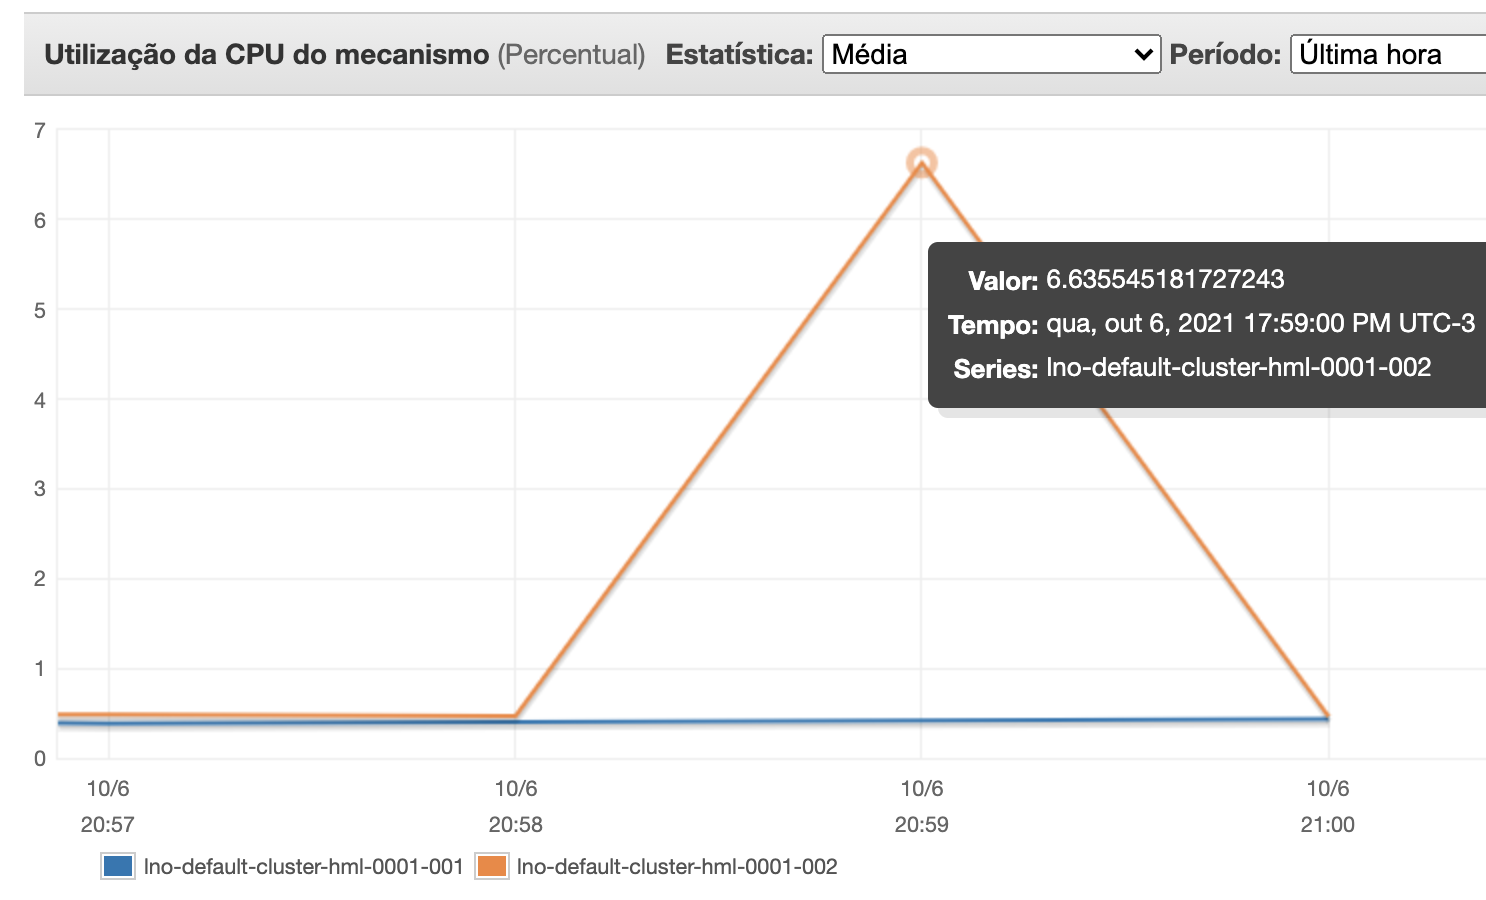 Utilização da CPU do mecanismo (Percentual) Estatística: Média Período: Última hora
7
6
5
4
3
2
1
0
Valor: 6.635545181727243
Tempo: qua, out 6, 2021 17:59:00 PM UTC-3
Series: lno-default-cluster-hml-0001-002
10/6 10/6 10/6 10/6
20:57 20:58 20:59 21:00
lno-default-cluster-hml-0001-001 lno-default-cluster-hml-0001-002